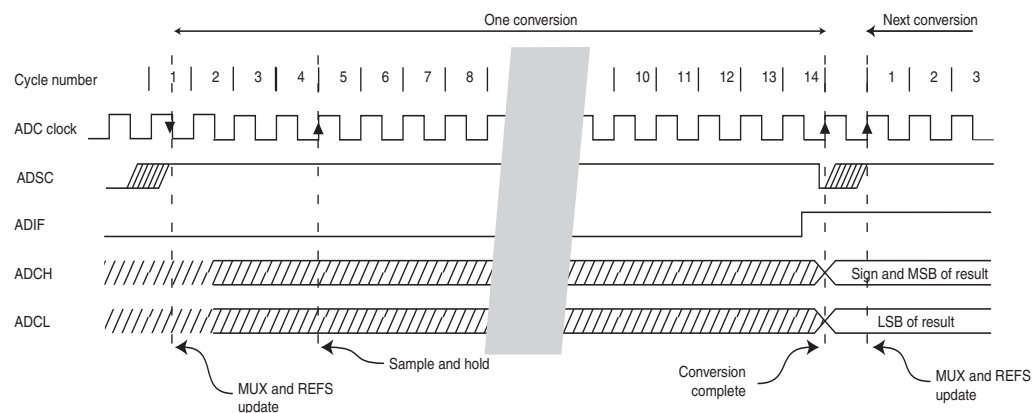 One conversion
Next conversion
Cycle number 1 2 3 4 5 6 7 8 10 11 12 13 14 1 2 3
ADC clock
ADSC
ADIF
ADCH
Sign and MSB of result
ADCL
LSB of result
MUX and REFS
update
Sample and hold
Conversion
complete
MUX and REFS
update